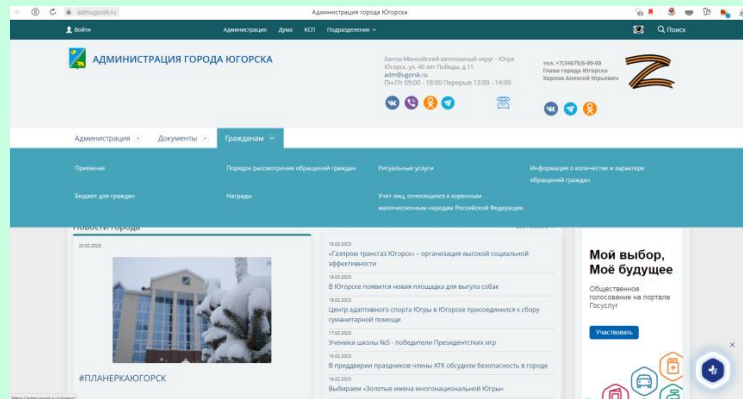 admugorsk.ru
Администрация города Югорска
Войти
Администрация
Дума
КСП
Подразделения
Поиск
АДМИНИСТРАЦИЯ ГОРОДА ЮГОРСКА
Ханты-Мансийский автономный округ - Югра
Югорск, ул. 40 лет Победы, д.11
adm@ugorsk.ru
Пн-Пт 09:00 - 18:00 Перерыв 13:00 - 14:00
Глава города Югорска
Харлов Алексей Юрьевич
Администрация
Документы
Гражданам
Приемная
Порядок рассмотрения обращений граждан
Ритуальные услуги
Информация о количестве и характере
обращений граждан
Бюджет для граждан
Награды
Учет лиц, относящихся к коренным
малочисленным народам Российской Федерации.
Новости города
20.02.2023
#ПЛАНЕРКАЮГОРСК
«Газпром трансгаз Югорск» – организация высокой социальной
эффективности
В Югорске появится новая площадка для выгула собак
Центр адаптивного спорта Югры в Югорске присоединился к сбору
гуманитарной помощи
17.02.2023
Ученики школы №5 - победители Президентских игр
В преддверии праздников члены АТК обсудили безопасность в городе
Выбираем «Золотые имена многонациональной Югры»
Мой выбор,
Моё будущее
Общественное
голосование на портале
Госуслуг
Участвовать